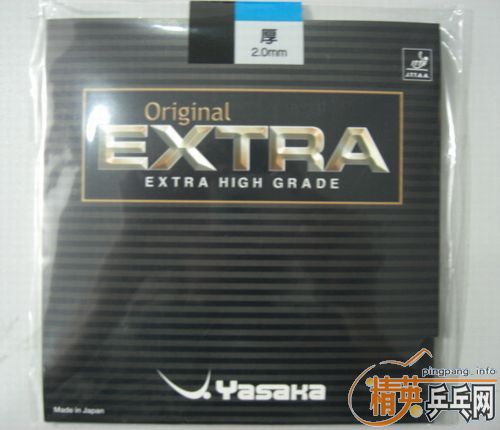 厚
2.0mm
JTTAA
Original
EXTRA
EXTRA HIGH GRADE
Yasaka
Made in Japan
pingpang.info
精英乒乓网